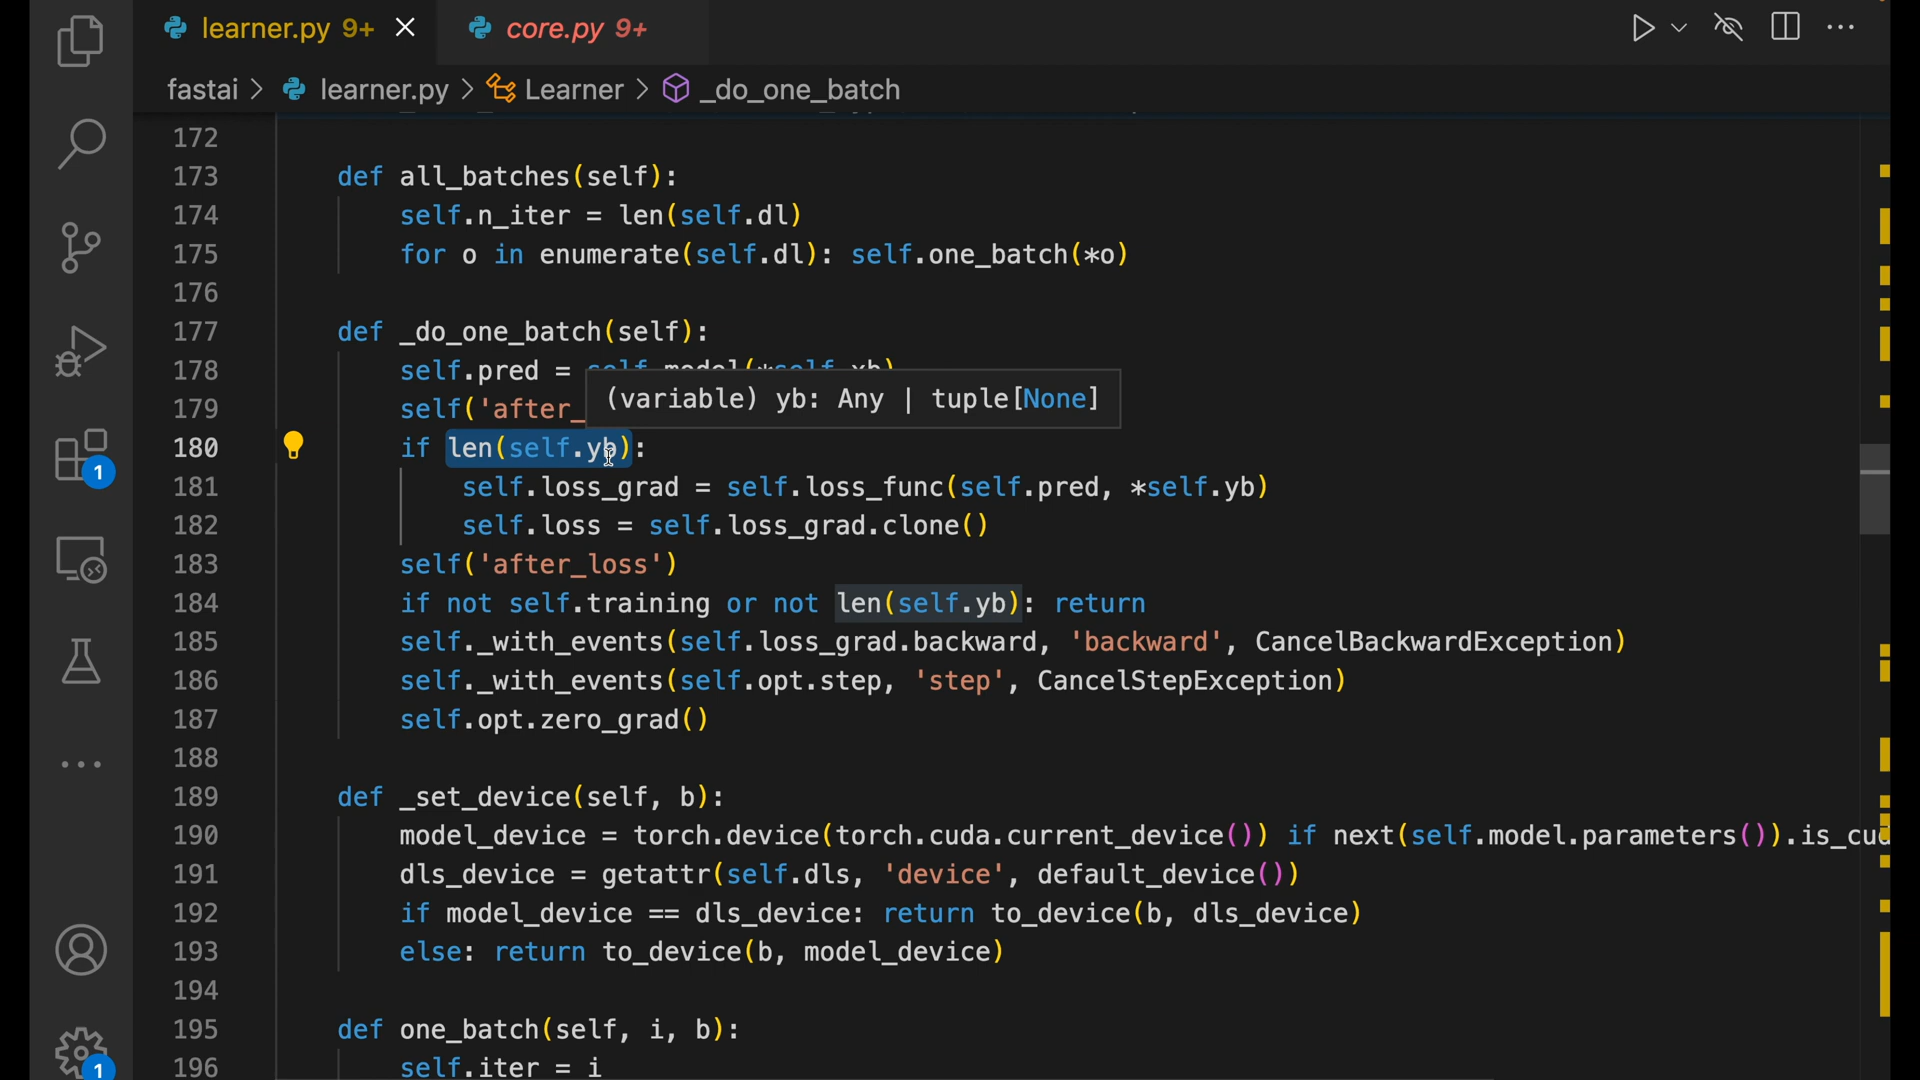 learner.py 9+
core.py 9+
fastai > learner.py > Learner > _do_one_batch
172
173 def all_batches(self):
174 self.n_iter = len(self.dl)
175 for o in enumerate(self.dl): self.one_batch(*o)
176
177 def _do_one_batch(self):
178 self.pred = self.model(*self.xb)
(variable) yb: Any | tuple[None]
179 self('after_
180 if len(self.yb):
181 self.loss_grad = self.loss_func(self.pred, *self.yb)
182 self.loss = self.loss_grad.clone()
183 self('after_loss')
184 if not self.training or not len(self.yb): return
185 self._with_events(self.loss_grad.backward, 'backward', CancelBackwardException)
186 self._with_events(self.opt.step, 'step', CancelStepException)
187 self.opt.zero_grad()
188
189 def _set_device(self, b):
190 model_device = torch.device(torch.cuda.current_device()) if next(self.model.parameters()).is_cu
191 dls_device = getattr(self.dls, 'device', default_device())
192 if model_device == dls_device: return to_device(b, dls_device)
193 else: return to_device(b, model_device)
194
195 def one_batch(self, i, b):
196 self.iter = i
1
1